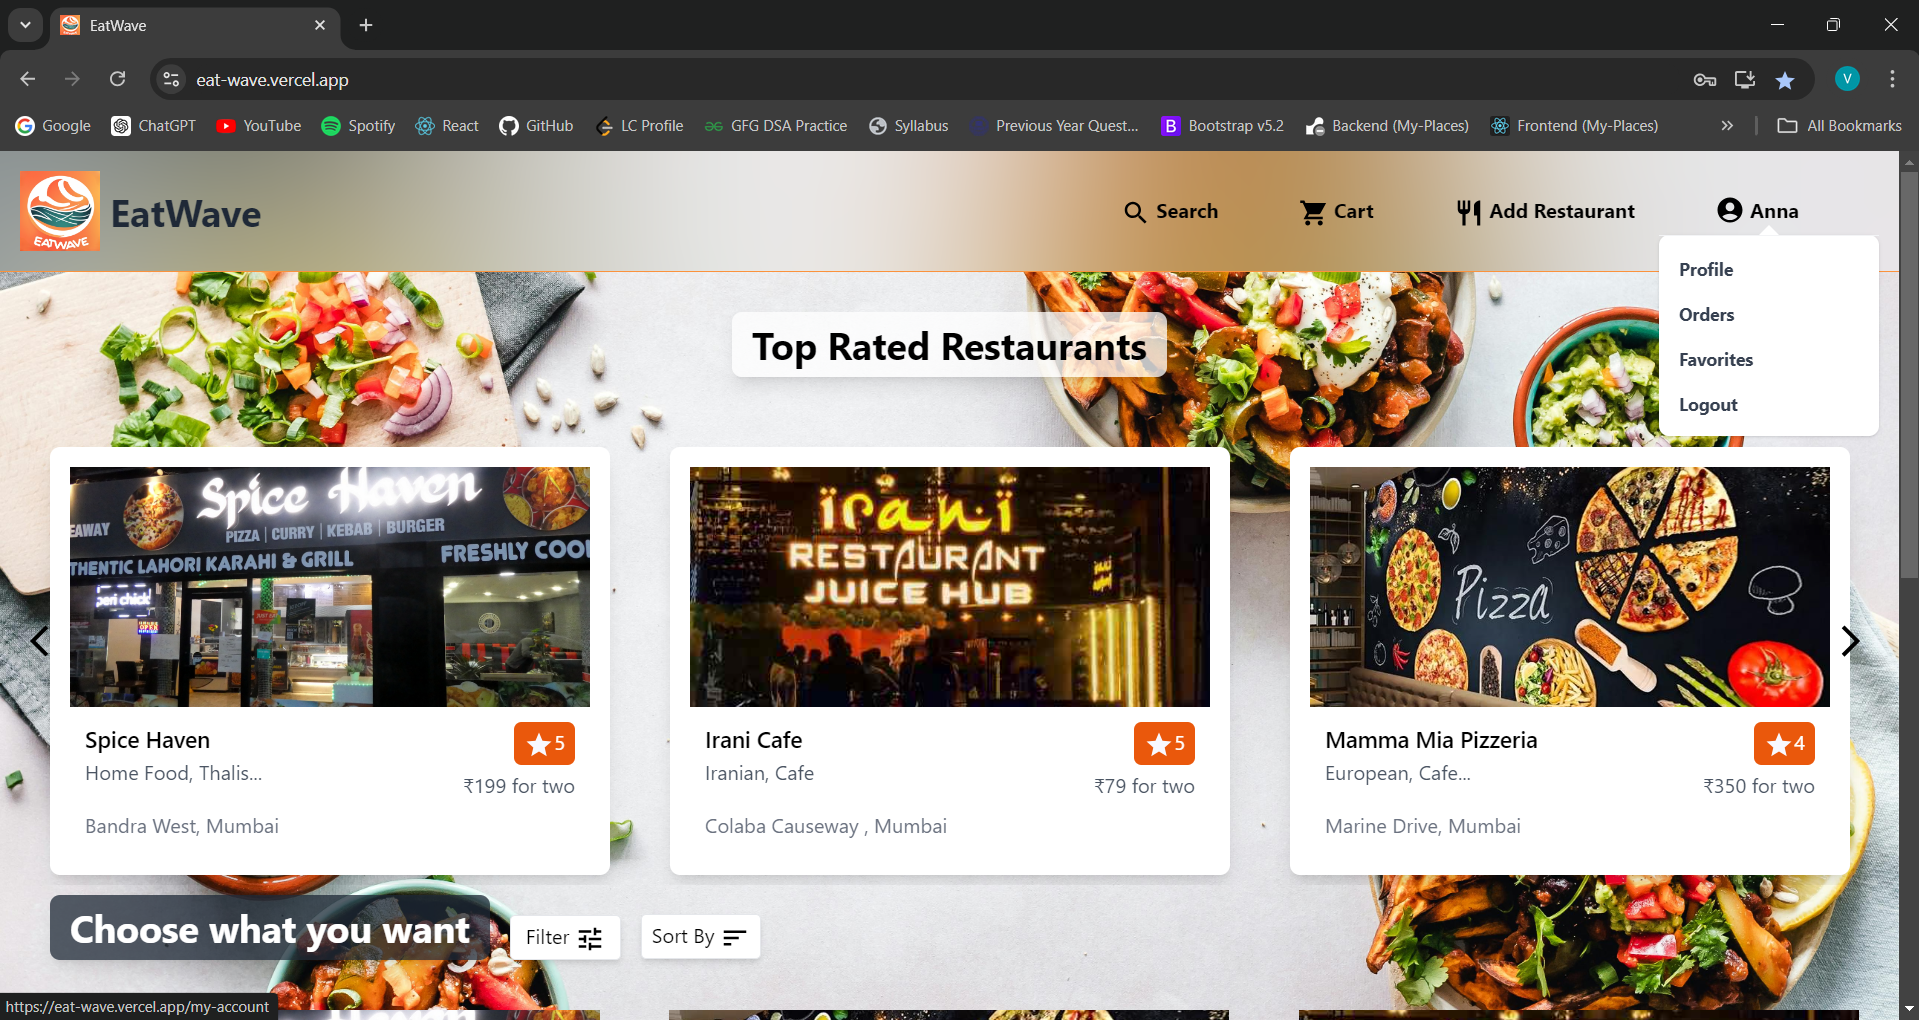 EatWave
eat-wave.vercel.app
V
Google
ChatGPT
YouTube
Spotify
React
GitHub
LC Profile
GFG DSA Practice
Syllabus
Previous Year Quest...
Bootstrap v5.2
Backend (My-Places)
Frontend (My-Places)
All Bookmarks
EATWAVE
EatWave
Search
Cart
Add Restaurant
Anna
Profile
Orders
Favorites
Logout
Top Rated Restaurants
Spice Haven
EAWAY
PIZZA | CURRY | KEBAB | BURGER
THENTIC LAHORI KARAHI & GRILL
FRESHLY COO
peri chick
OPEN
irani
RESTAURANT
JUICE HUB
Pizza
Spice Haven
5
Home Food, Thalis...
₹199 for two
Bandra West, Mumbai
Irani Cafe
5
Iranian, Cafe
₹79 for two
Colaba Causeway , Mumbai
Mamma Mia Pizzeria
4
European, Cafe...
₹350 for two
Marine Drive, Mumbai
Choose what you want
Filter
Sort By
https://eat-wave.vercel.app/my-account